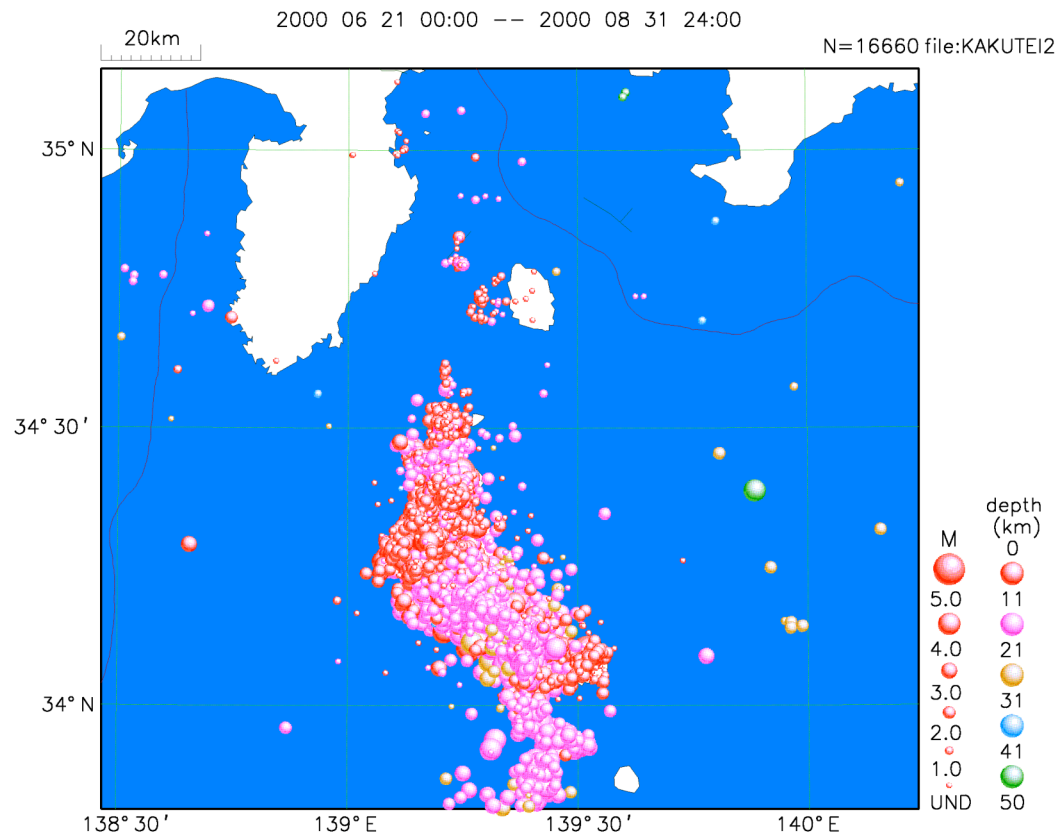 2000 06 21 00:00 -- 2000 08 31 24:00
20km
N=16660 file:KAKUTEI2
35° N
34° 30'
34° N
138° 30'
139° E
139° 30'
140° E
M
5.0
4.0
3.0
2.0
1.0
UND
depth
(km)
0
11
21
31
41
50